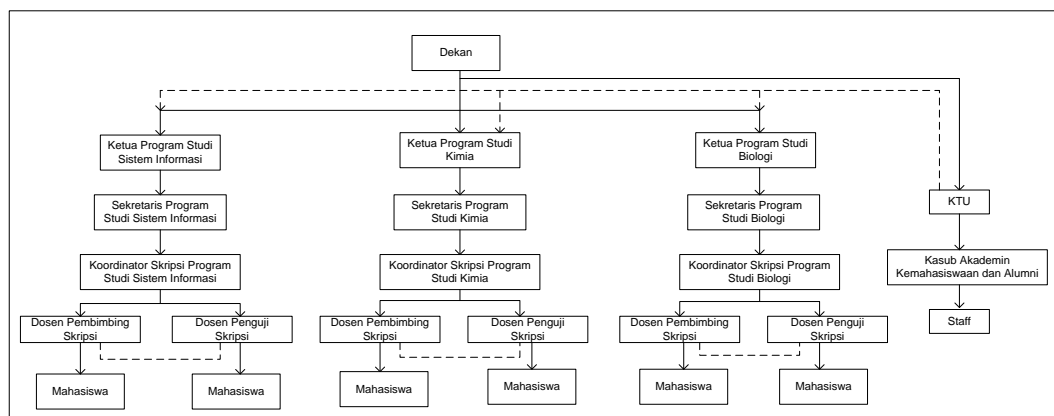 Dekan
Ketua Program Studi
Sistem Informasi
Ketua Program Studi
Kimia
Ketua Program Studi
Biologi
KTU
Sekretaris Program
Studi Sistem Informasi
Sekretaris Program
Studi Kimia
Sekretaris Program
Studi Biologi
Koordinator Skripsi Program
Studi Sistem Informasi
Koordinator Skripsi Program
Studi Kimia
Koordinator Skripsi Program
Studi Biologi
Kasub Akademin
Kemahasiswaan dan Alumni
Dosen Pembimbing
Skripsi
Dosen Penguji
Skripsi
Dosen Pembimbing
Skripsi
Dosen Penguji
Skripsi
Dosen Pembimbing
Skripsi
Dosen Penguji
Skripsi
Staff
Mahasiswa
Mahasiswa
Mahasiswa
Mahasiswa
Mahasiswa
Mahasiswa